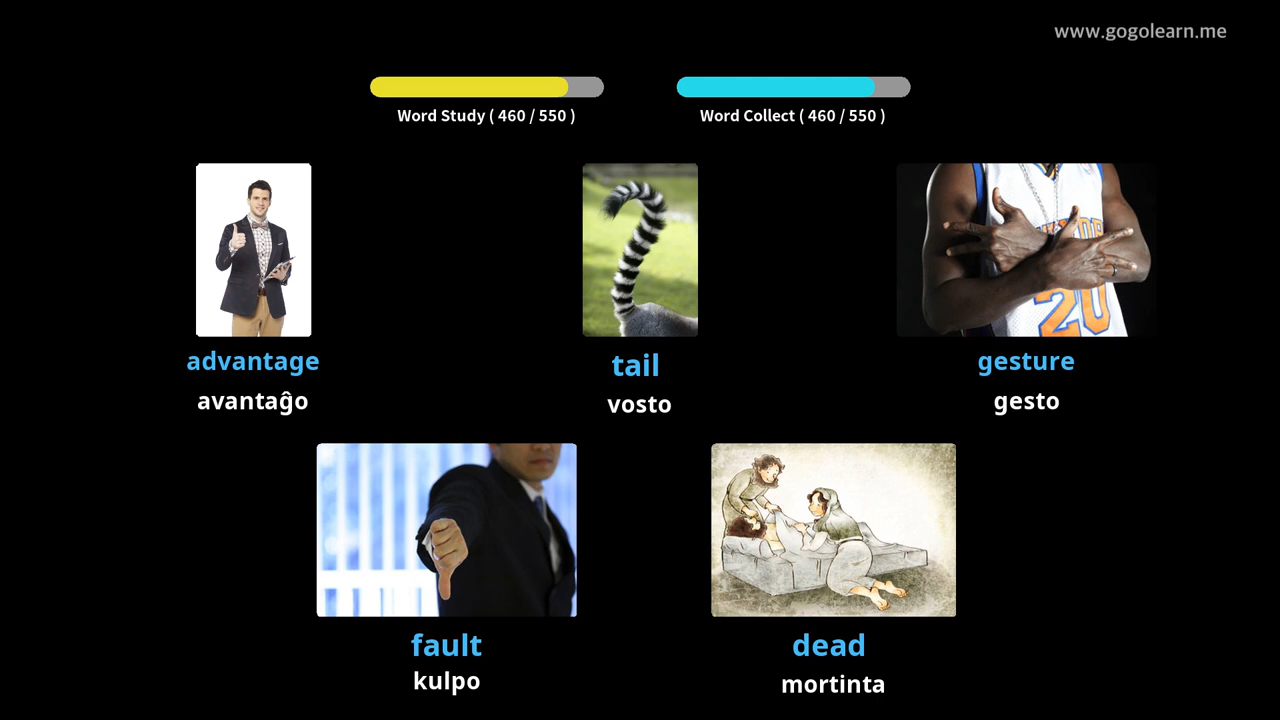 www.gogolearn.me
Word Study ( 460 / 550 )
Word Collect ( 460 / 550 )
advantage
avantaĝo
tail
vosto
gesture
gesto
20
fault
kulpo
dead
mortinta